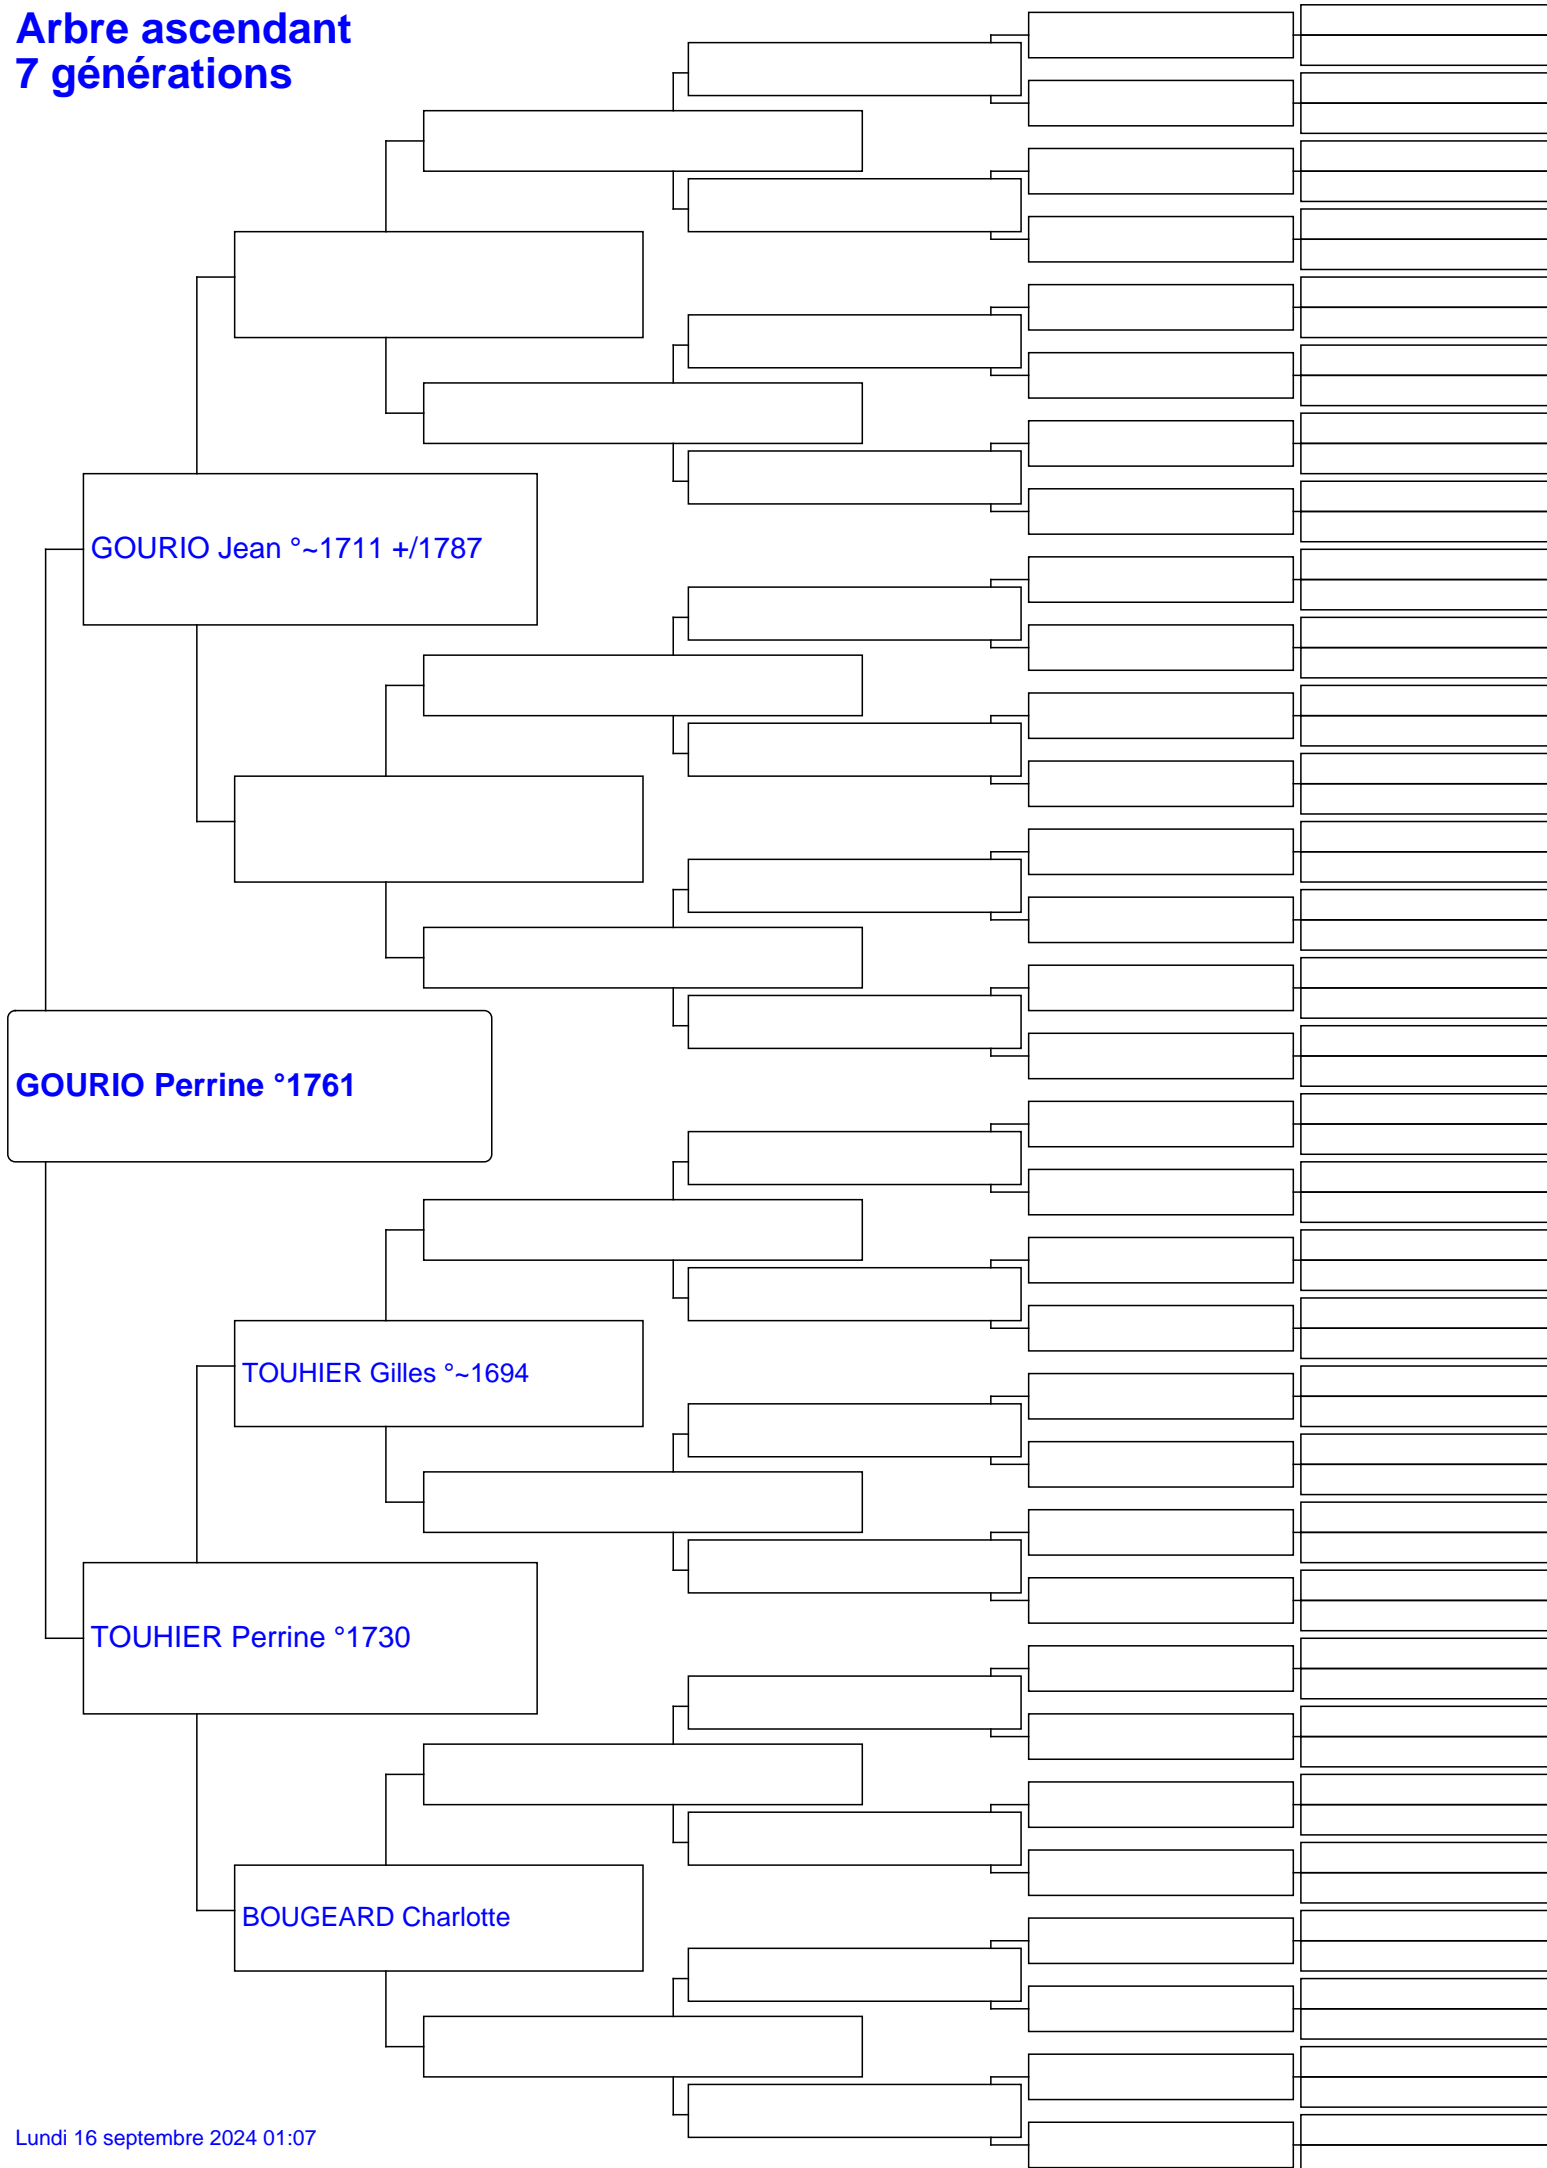 Arbre ascendant
7 générations
GOURIO Jean °~1711 +/1787
GOURIO Perrine °1761
TOUHIER Gilles °~1694
TOUHIER Perrine °1730
BOUGEARD Charlotte
Lundi 16 septembre 2024 01:07